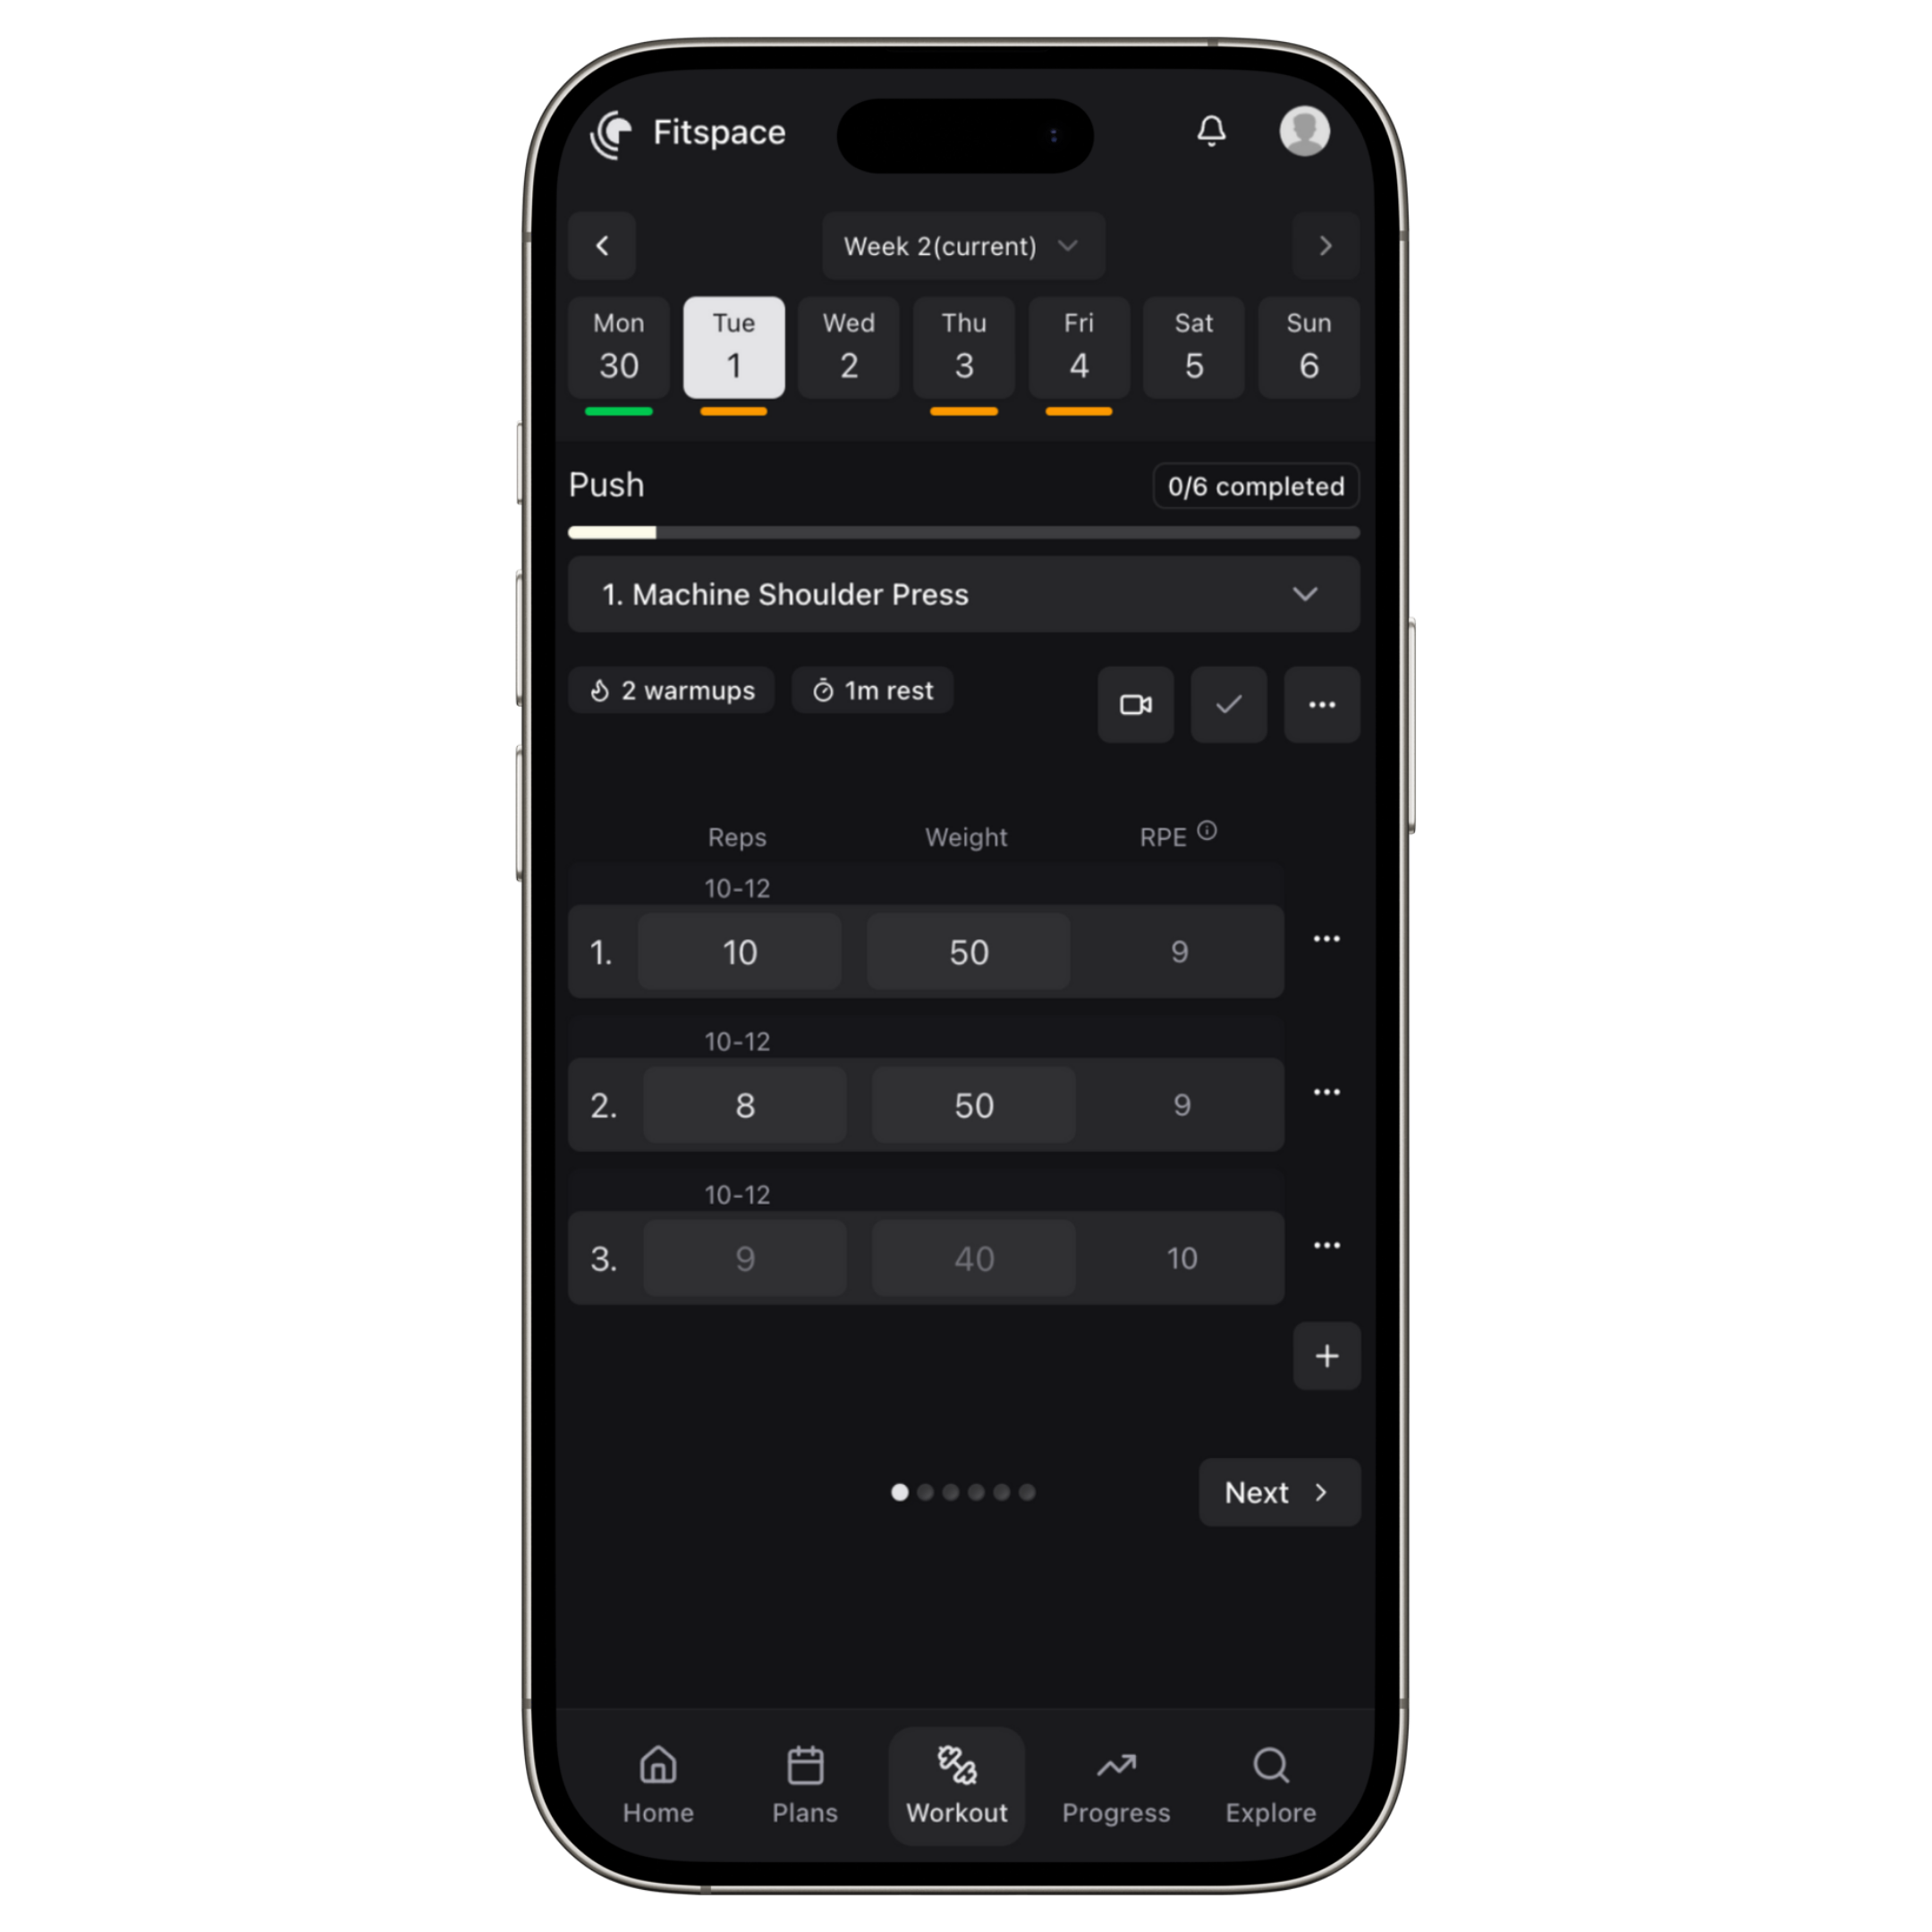 Fitspace
Week 2(current)
Mon Tue Wed Thu Fri Sat Sun
30 1 2 3 4 5 6
Push 0/6 completed
1. Machine Shoulder Press
2 warmups 1m rest
Reps Weight RPE
10-12
1. 10 50 9
10-12
2. 8 50 9
10-12
3. 9 40 10
Next
Home Plans Workout Progress Explore